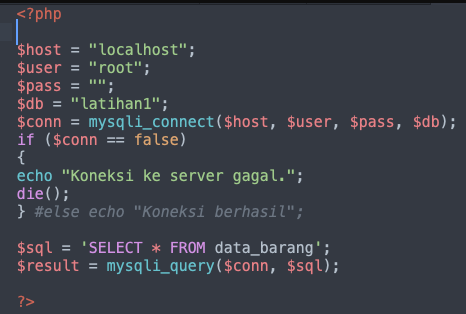 <?php
$host = "localhost";
$user = "root";
$pass = "";
$db = "latihan1";
$conn = mysqli_connect($host, $user, $pass, $db);
if ($conn == false)
{
echo "Koneksi ke server gagal.";
die();
} #else echo "Koneksi berhasil";
$sql = 'SELECT * FROM data_barang';
$result = mysqli_query($conn, $sql);
?>